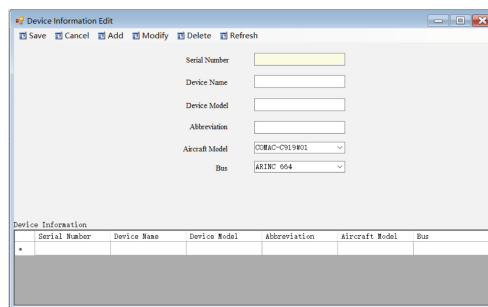 Device Information Edit
Save Cancel Add Modify Delete Refresh
Serial Number
Device Name
Device Model
Abbreviation
Aircraft Model COMAC-C919#01
Bus ARINC 664
Device Information
Serial Number Device Name Device Model Abbreviation Aircraft Model Bus
*